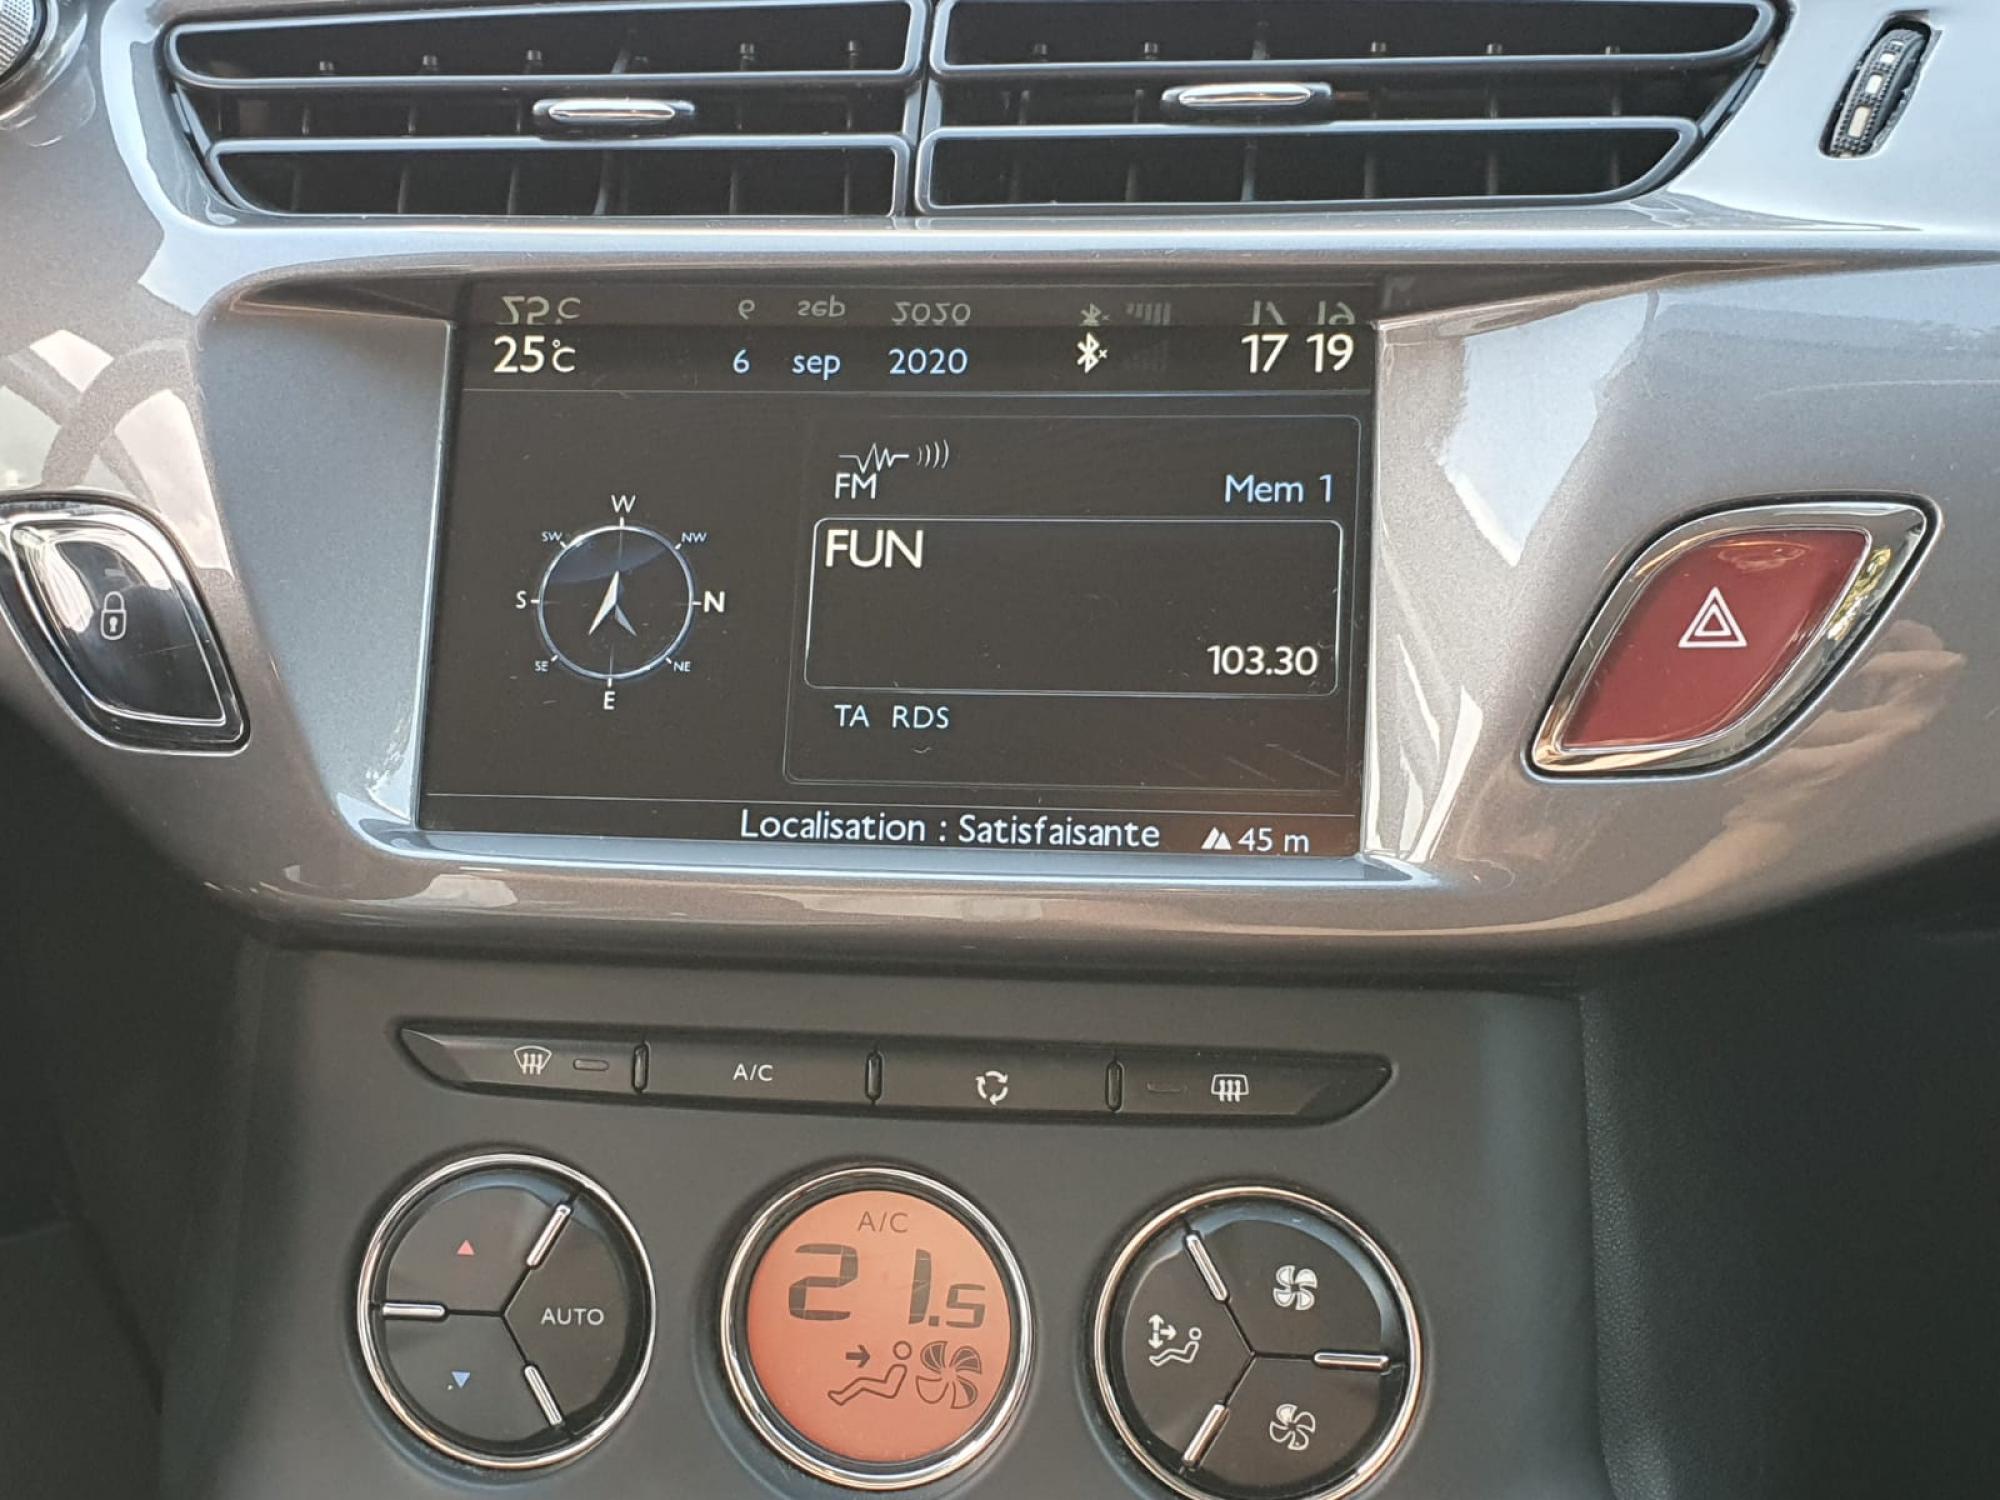 25°C 6 sep 2020 17 19
W
SW NW
S N
SE NE
E
FM Mem 1
FUN
103.30
TA RDS
Localisation : Satisfaisante 45 m
A/C
AUTO
A/C
21.5